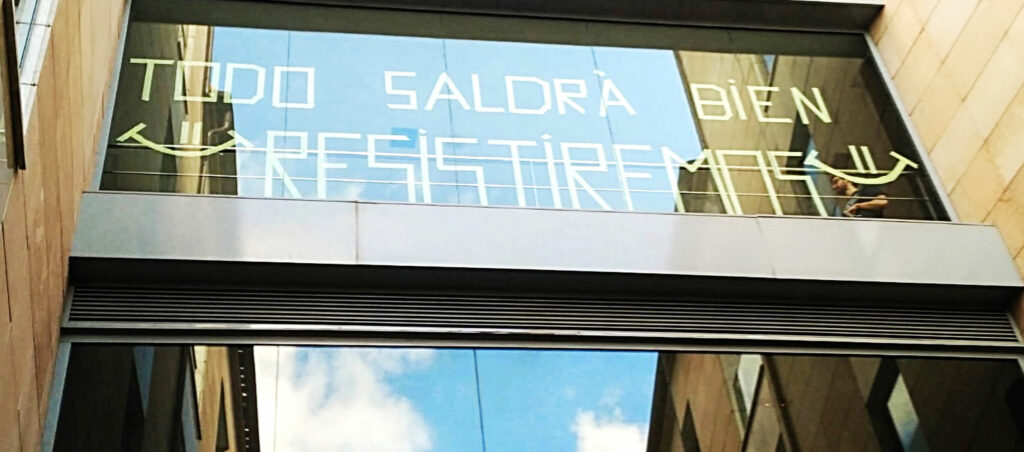 TODO SALDRÀ BiEN
RESiSTiREMOS